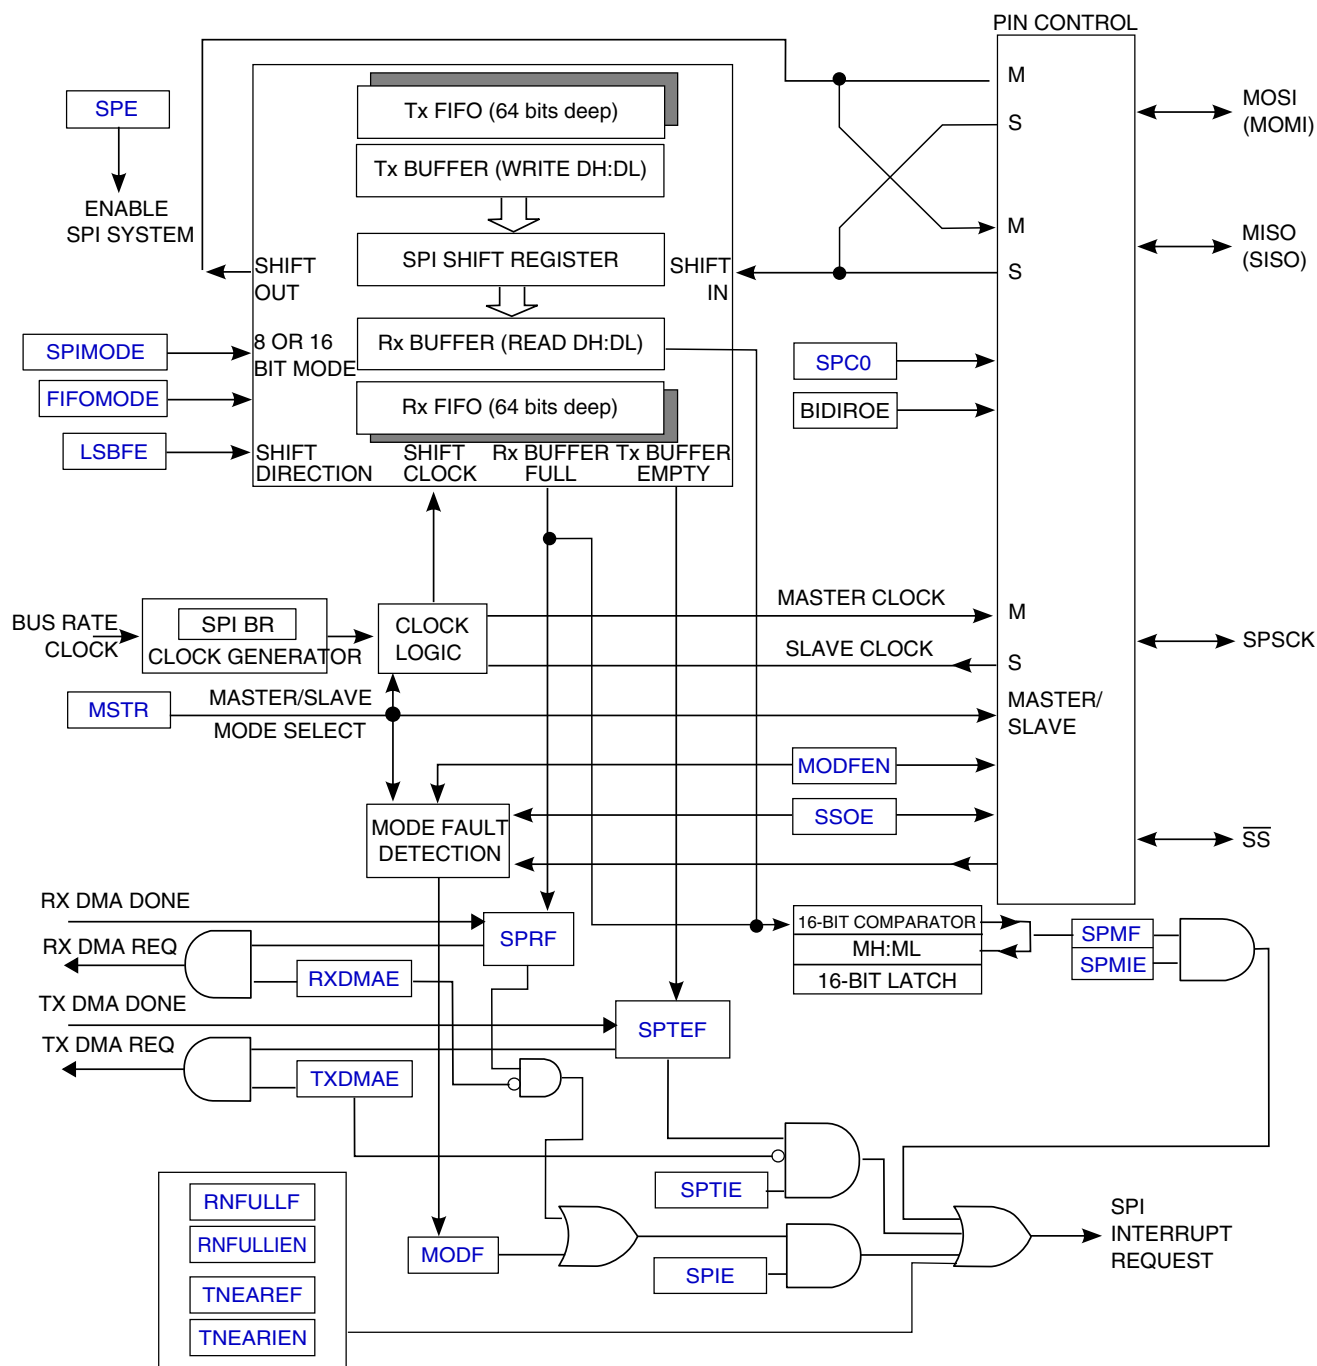 PIN CONTROL
M
S
M
S
MOSI
(MOMI)
MISO
(SISO)
SPE
ENABLE
SPI SYSTEM
Tx FIFO (64 bits deep)
Tx BUFFER (WRITE DH:DL)
SPI SHIFT REGISTER
Rx BUFFER (READ DH:DL)
Rx FIFO (64 bits deep)
SHIFT
OUT
SHIFT
IN
SPIMODE
8 OR 16
BIT MODE
FIFOMODE
LSBFE
SHIFT
DIRECTION
SHIFT
CLOCK
Rx BUFFER
FULL
Tx BUFFER
EMPTY
SPC0
BIDIROE
BUS RATE
CLOCK
SPI BR
CLOCK GENERATOR
CLOCK
LOGIC
MASTER CLOCK
M
SLAVE CLOCK
S
SPSCK
MSTR
MASTER/SLAVE
MODE SELECT
MASTER/
SLAVE
MODFEN
SSOE
MODE FAULT
DETECTION
SS
RX DMA DONE
SPRF
RX DMA REQ
RXDMAE
TX DMA DONE
SPTEF
TX DMA REQ
TXDMAE
16-BIT COMPARATOR
MH:ML
16-BIT LATCH
SPMF
SPMIE
RNFULLF
RNFULLIEN
TNEAREF
TNEARIEN
MODF
SPTIE
SPIE
SPI
INTERRUPT
REQUEST